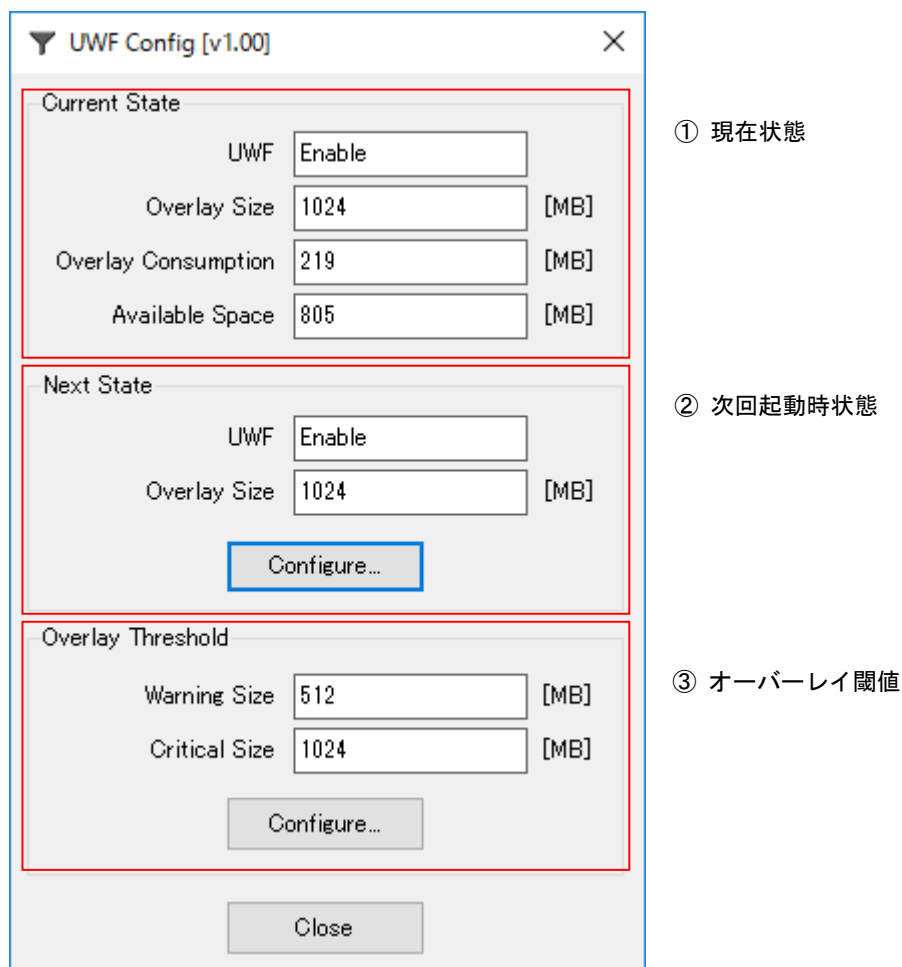 UWF Config [v1.00]
Current State
① 現在状態
UWF Enable
Overlay Size 1024 [MB]
Overlay Consumption 219 [MB]
Available Space 805 [MB]
Next State
② 次回起動時状態
UWF Enable
Overlay Size 1024 [MB]
Configure...
Overlay Threshold
③ オーバーレイ閾値
Warning Size 512 [MB]
Critical Size 1024 [MB]
Configure...
Close